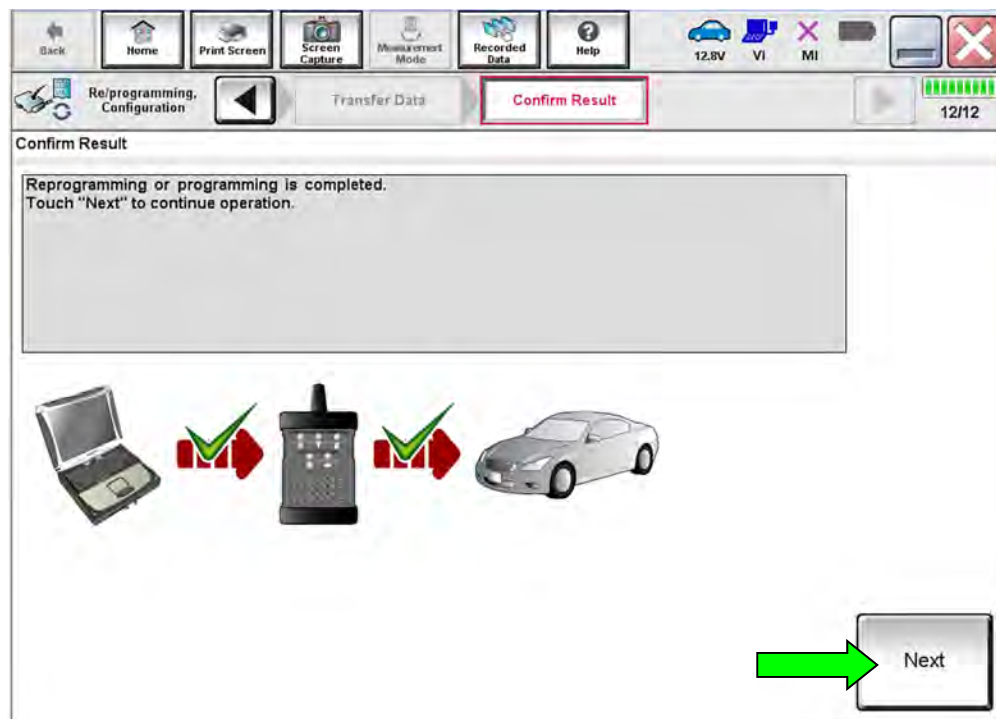 Back
Home
Print Screen
Screen
Capture
Measurement
Mode
Recorded
Data
Help
12.8V
VI
MI
Re/programming,
Configuration
Transfer Data
Confirm Result
12/12
Confirm Result
Reprogramming or programming is completed.
Touch "Next" to continue operation.
Next